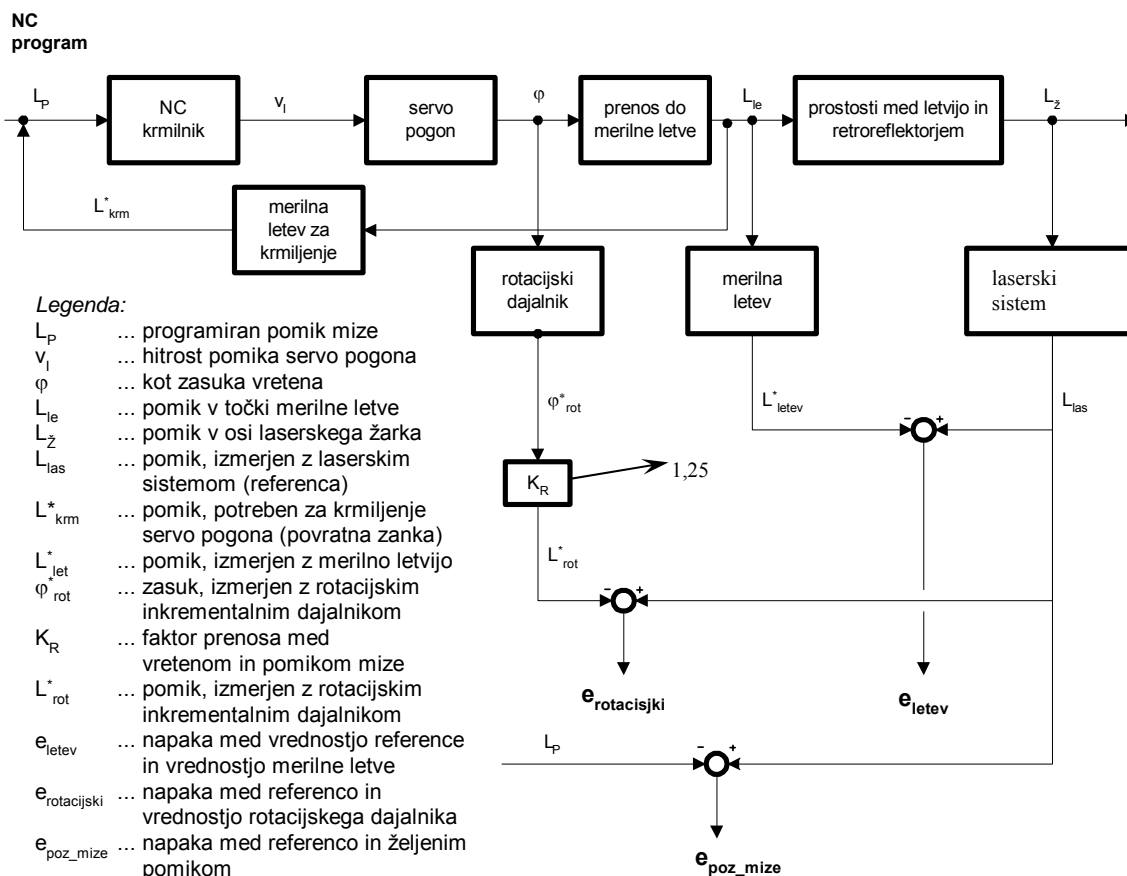 NC
program
L_P
NC
krmilnik
v_I
servo
pogon
φ
prenos do
merilne letve
L_le
prostosti med letvijo in
retroreflektorjem
L_ž
L*_krm
merilna
letev za
krmiljenje
rotacijski
dajalnik
merilna
letev
laserski
sistem
φ*_rot
L*_letev
L_las
- +
K_R
1,25
L*_rot
- +
e_rotacisjki
e_letev
L_P
- +
e_poz_mize
Legenda:
L_P ... programiran pomik mize
v_I ... hitrost pomika servo pogona
φ ... kot zasuka vretena
L_le ... pomik v točki merilne letve
L_Ž ... pomik v osi laserskega žarka
L_las ... pomik, izmerjen z laserskim
sistemom (referenca)
L*_krm ... pomik, potreben za krmiljenje
servo pogona (povratna zanka)
L*_let ... pomik, izmerjen z merilno letvijo
φ*_rot ... zasuk, izmerjen z rotacijskim
inkrementalnim dajalnikom
K_R ... faktor prenosa med
vretenom in pomikom mize
L*_rot ... pomik, izmerjen z rotacijskim
inkrementalnim dajalnikom
e_letev ... napaka med vrednostjo reference
in vrednostjo merilne letve
e_rotacijski ... napaka med referenco in
vrednostjo rotacijskega dajalnika
e_poz_mize ... napaka med referenco in željenim
pomikom